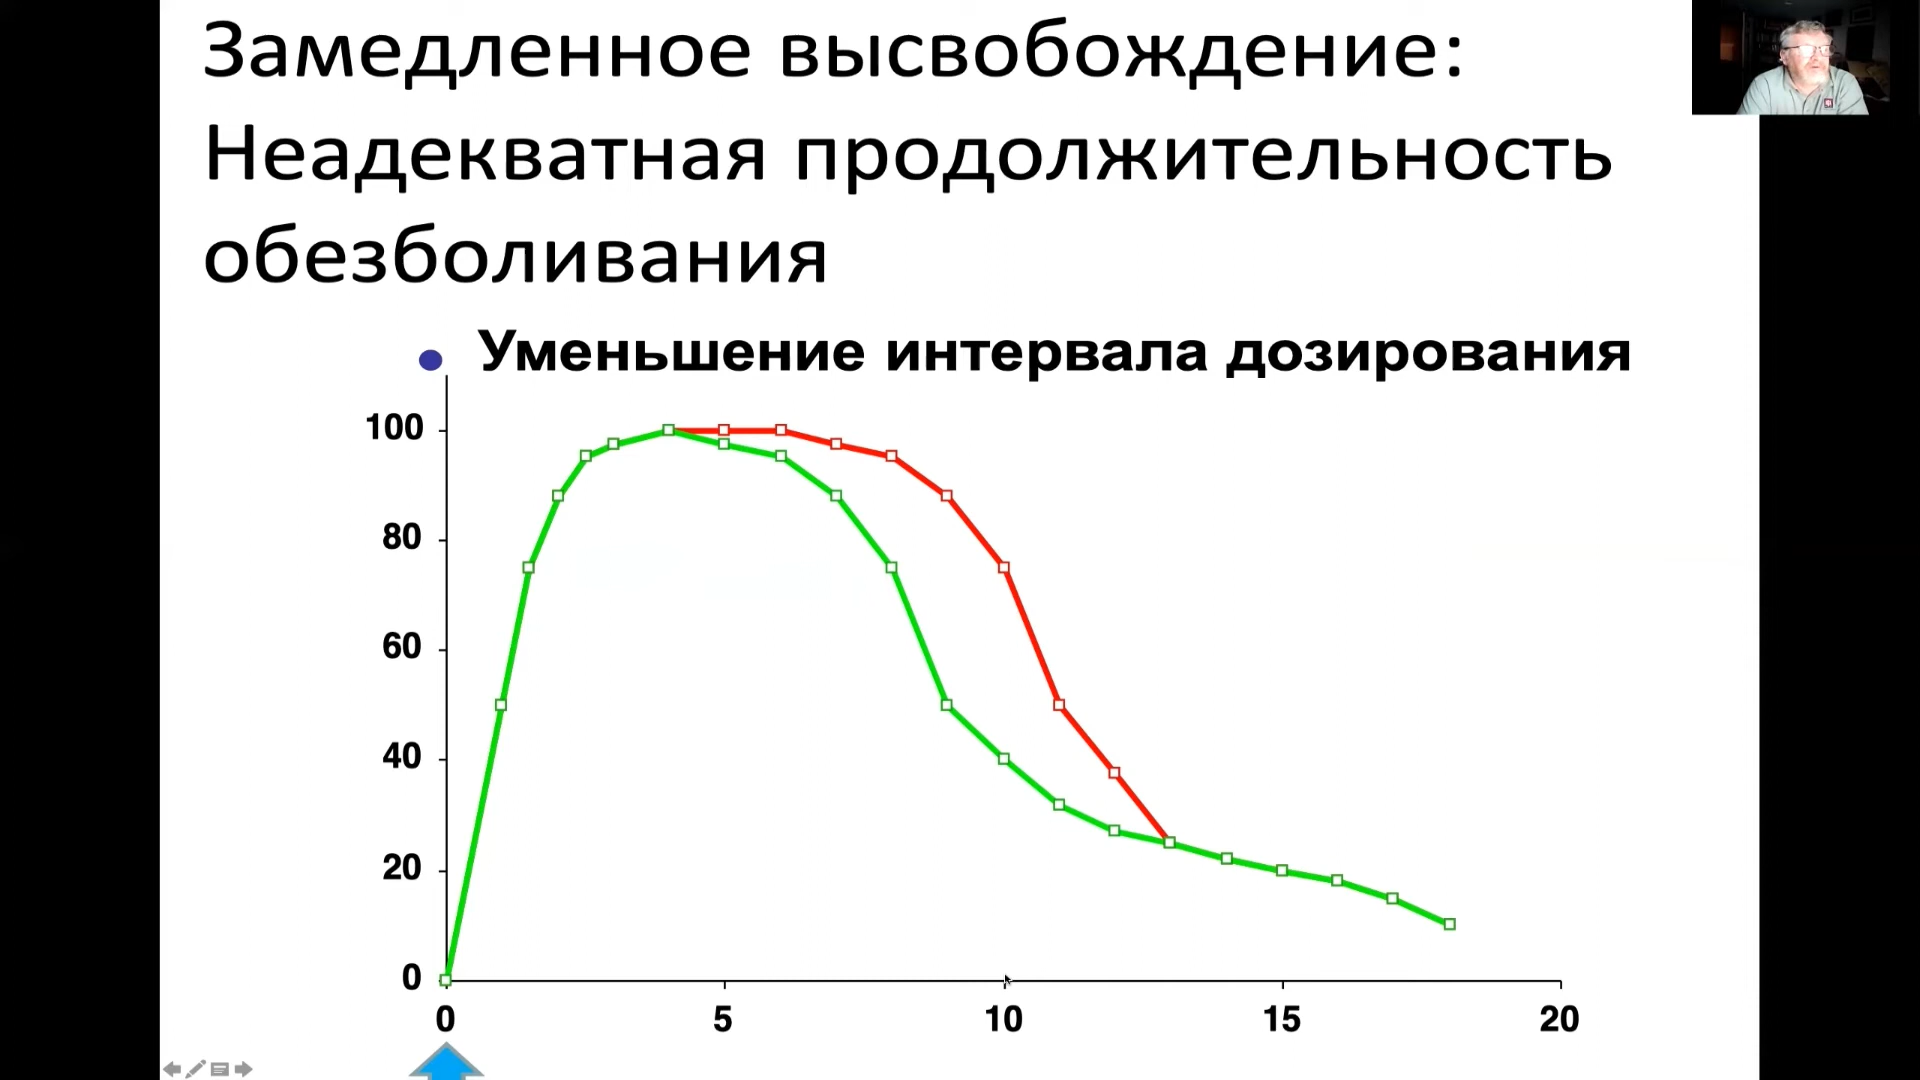 Замедленное высвобождение:
Неадекватная продолжительность
обезболивания
• Уменьшение интервала дозирования
100
80
60
40
20
0
0 5 10 15 20